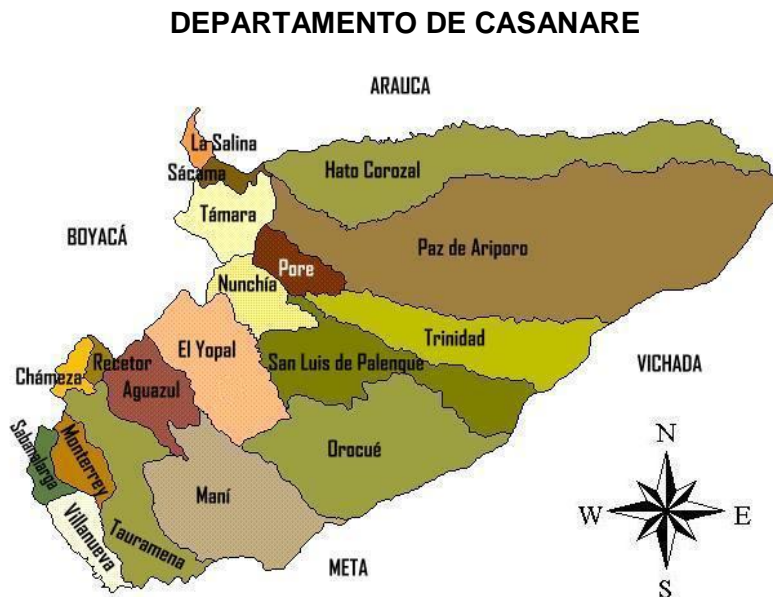 DEPARTAMENTO DE CASANARE
ARAUCA
La Salina
Hato Corozal
Sácama
Támara
BOYACÁ
Paz de Ariporo
Pore
Nunchía
Trinidad
El Yopal
San Luis de Palenque
VICHADA
Recetor
Chámeza
Aguazul
Sabanalarga
Monterrey
Orocué
N
Maní
W
E
Villanueva
Tauramena
META
S